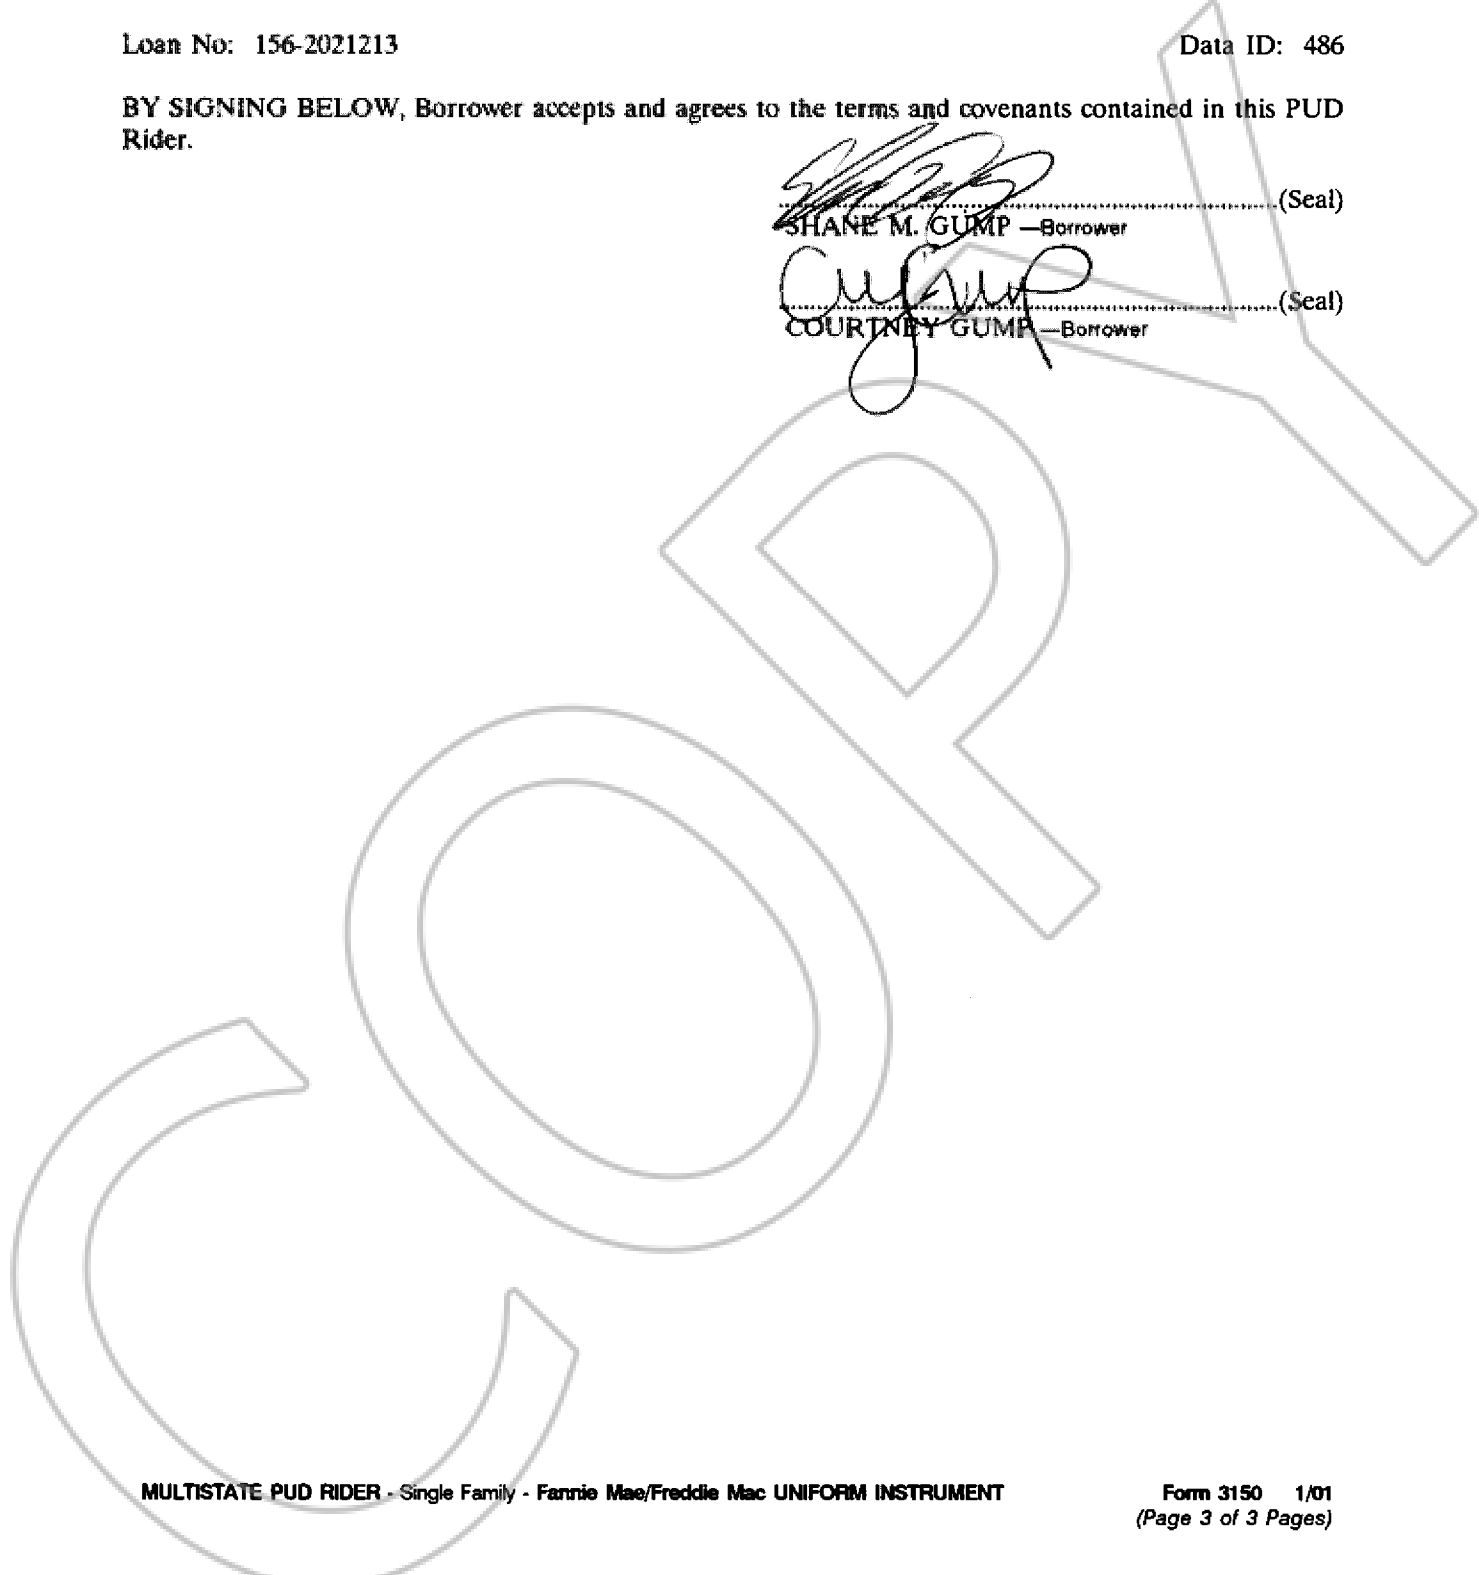 Loan No: 156-2021213 Data ID: 486
BY SIGNING BELOW, Borrower accepts and agrees to the terms and covenants contained in this PUD
Rider.
(Seal)
SHANE M. GUMP —Borrower
(Seal)
COURTNEY GUMP —Borrower
COPY
MULTISTATE PUD RIDER - Single Family - Fannie Mae/Freddie Mac UNIFORM INSTRUMENT Form 3150 1/01
(Page 3 of 3 Pages)